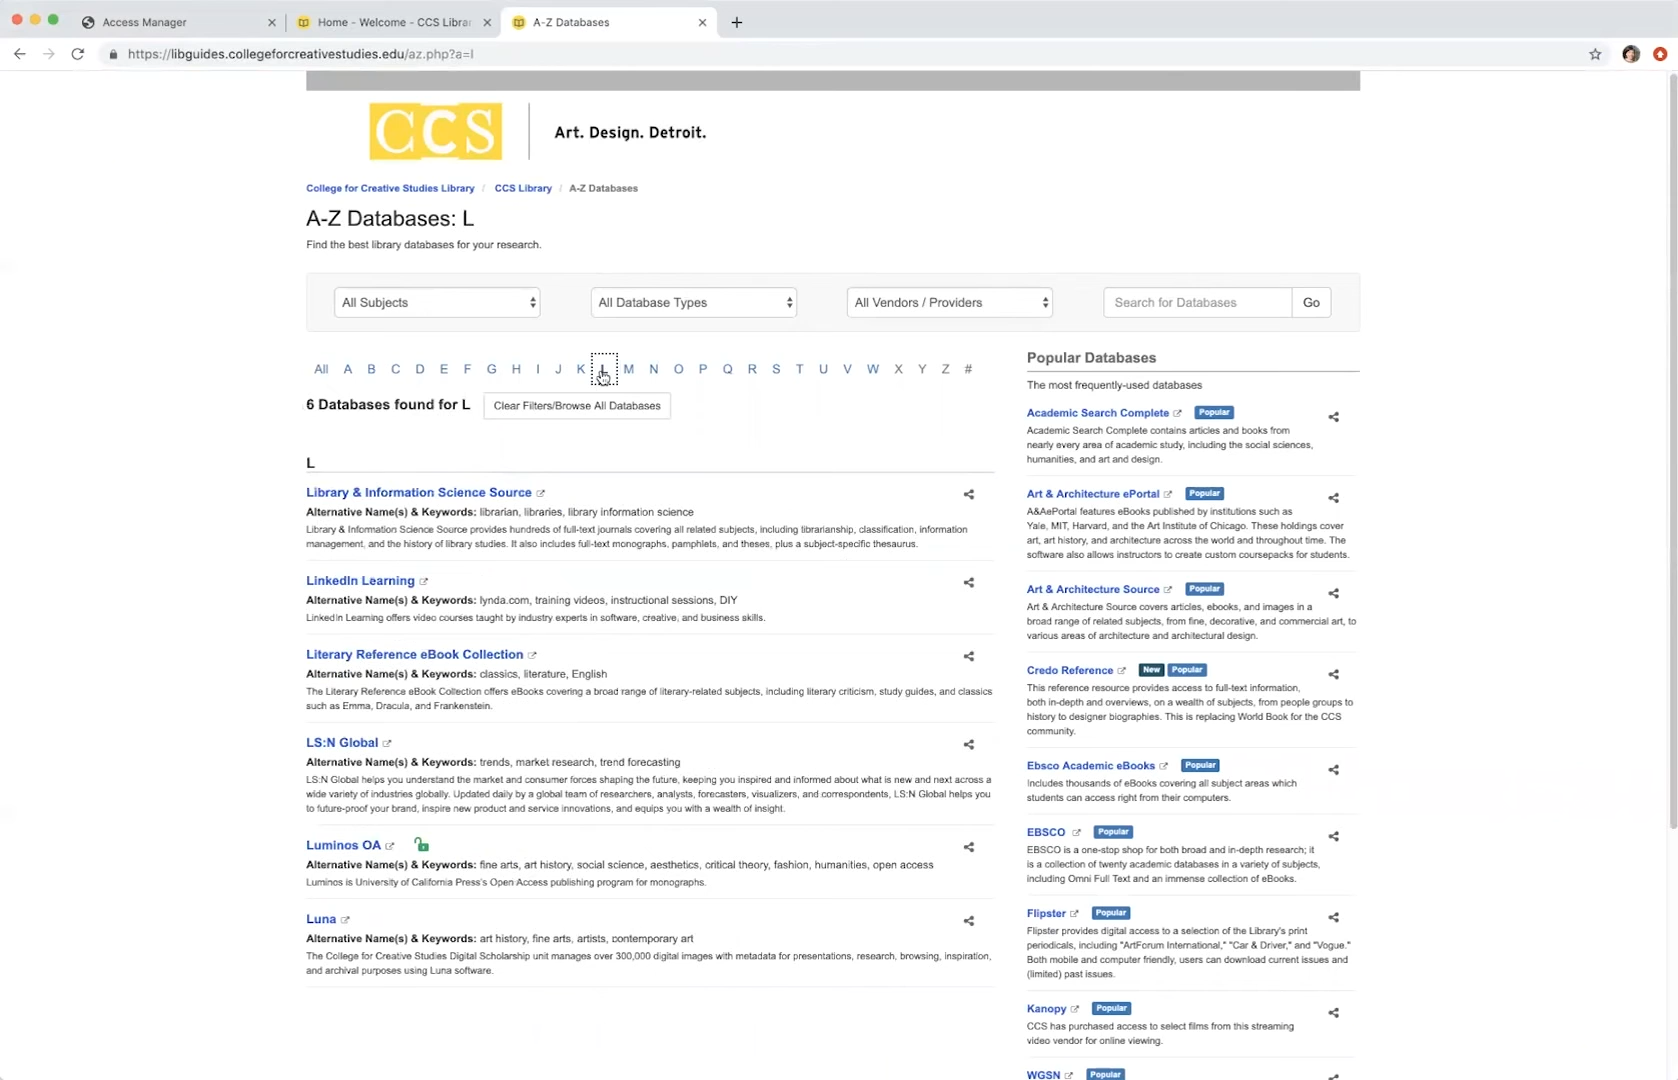 Access Manager
Home - Welcome - CCS Librar
A-Z Databases
https://libguides.collegeforcreativestudies.edu/az.php?a=l
CCS
Art. Design. Detroit.
College for Creative Studies Library / CCS Library / A-Z Databases
A-Z Databases: L
Find the best library databases for your research.
All Subjects
All Database Types
All Vendors / Providers
Search for Databases
Go
All A B C D E F G H I J K L M N O P Q R S T U V W X Y Z #
6 Databases found for L
Clear Filters/Browse All Databases
L
Library & Information Science Source
Alternative Name(s) & Keywords: librarian, libraries, library information science
Library & Information Science Source provides hundreds of full-text journals covering all related subjects, including librarianship, classification, information
management, and the history of library studies. It also includes full-text monographs, pamphlets, and theses, plus a subject-specific thesaurus.
LinkedIn Learning
Alternative Name(s) & Keywords: lynda.com, training videos, instructional sessions, DIY
LinkedIn Learning offers video courses taught by industry experts in software, creative, and business skills.
Literary Reference eBook Collection
Alternative Name(s) & Keywords: classics, literature, English
The Literary Reference eBook Collection offers eBooks covering a broad range of literary-related subjects, including literary criticism, study guides, and classics
such as Emma, Dracula, and Frankenstein.
LS:N Global
Alternative Name(s) & Keywords: trends, market research, trend forecasting
LS:N Global helps you understand the market and consumer forces shaping the future, keeping you inspired and informed about what is new and next across a
wide variety of industries globally. Updated daily by a global team of researchers, analysts, forecasters, visualizers, and correspondents, LS:N Global helps you
to future-proof your brand, inspire new product and service innovations, and equips you with a wealth of insight.
Luminos OA
Alternative Name(s) & Keywords: fine arts, art history, social science, aesthetics, critical theory, fashion, humanities, open access
Luminos is University of California Press's Open Access publishing program for monographs.
Luna
Alternative Name(s) & Keywords: art history, fine arts, artists, contemporary art
The College for Creative Studies Digital Scholarship unit manages over 300,000 digital images with metadata for presentations, research, browsing, inspiration,
and archival purposes using Luna software.
Popular Databases
The most frequently-used databases
Academic Search Complete Popular
Academic Search Complete contains articles and books from
nearly every area of academic study, including the social sciences,
humanities, and art and design.
Art & Architecture ePortal Popular
A&AePortal features eBooks published by institutions such as
Yale, MIT, Harvard, and the Art Institute of Chicago. These holdings cover
art, art history, and architecture across the world and throughout time. The
software also allows instructors to create custom coursepacks for students.
Art & Architecture Source Popular
Art & Architecture Source covers articles, ebooks, and images in a
broad range of related subjects, from fine, decorative, and commercial art, to
various areas of architecture and architectural design.
Credo Reference New Popular
This reference resource provides access to full-text information,
both in-depth and overviews, on a wealth of subjects, from people groups to
history to designer biographies. This is replacing World Book for the CCS
community.
Ebsco Academic eBooks Popular
Includes thousands of eBooks covering all subject areas which
students can access right from their computers.
EBSCO Popular
EBSCO is a one-stop shop for both broad and in-depth research; it
is a collection of twenty academic databases in a variety of subjects,
including Omni Full Text and an immense collection of eBooks.
Flipster Popular
Flipster provides digital access to a selection of the Library's print
periodicals, including "ArtForum International," "Car & Driver," and "Vogue."
Both mobile and computer friendly, users can download current issues and
(limited) past issues.
Kanopy Popular
CCS has purchased access to select films from this streaming
video vendor for online viewing.
WGSN Popular